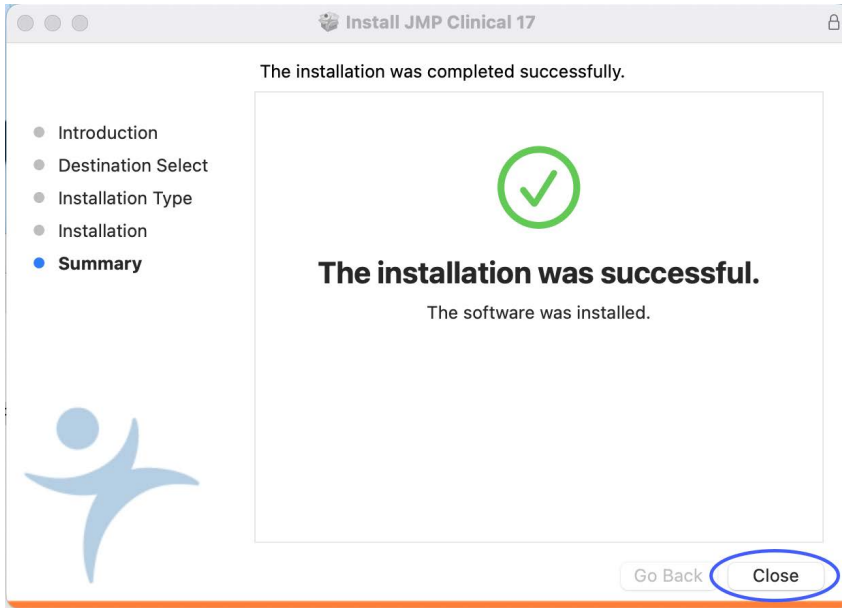 Install JMP Clinical 17
The installation was completed successfully.
Introduction
Destination Select
Installation Type
Installation
Summary
The installation was successful.
The software was installed.
Go Back
Close